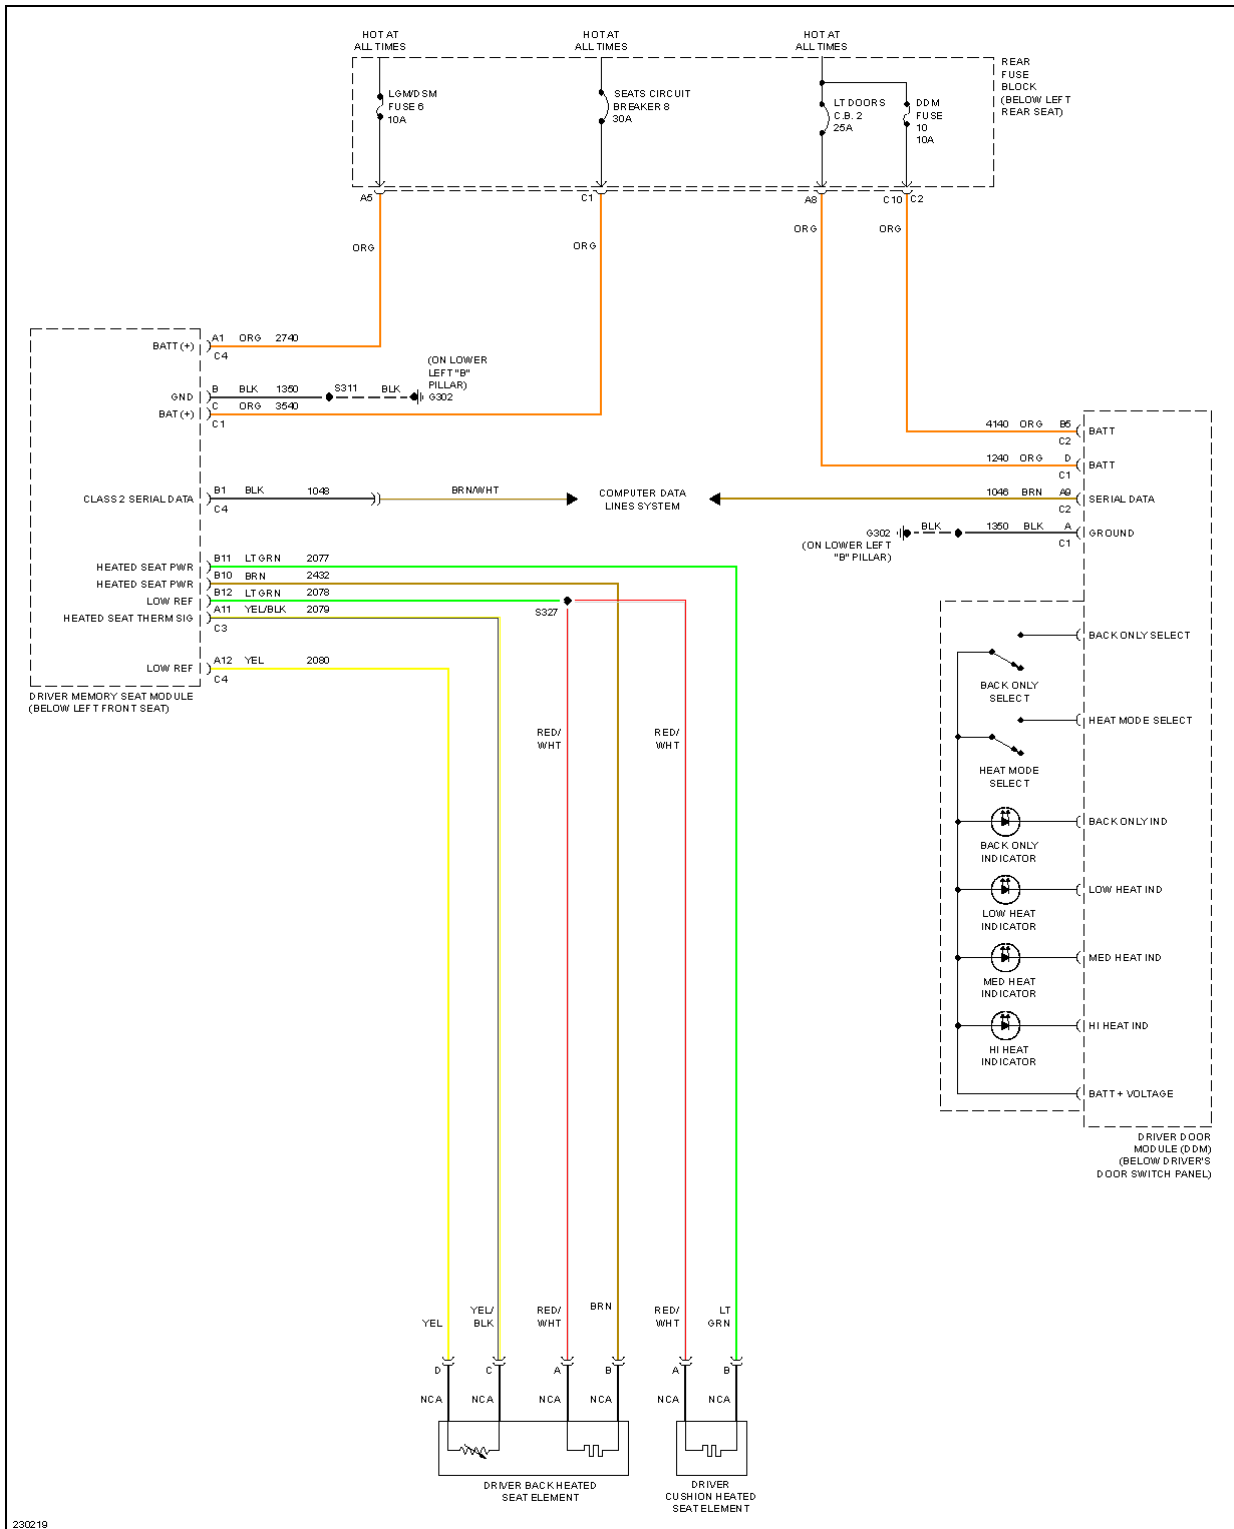 HOT AT
ALL TIMES
HOT AT
ALL TIMES
HOT AT
ALL TIMES
REAR
FUSE
BLOCK
(BELOW LEFT
REAR SEAT)
LGM/DSM
FUSE 6
10A
SEATS CIRCUIT
BREAKER 8
30A
LT DOORS
C.B. 2
25A
DDM
FUSE
10
10A
A5
C1
A8
C10
C2
ORG
ORG
ORG
ORG
BATT (+)
A1 ORG 2740
C4
(ON LOWER
LEFT "B"
PILLAR)
G302
GND
B BLK 1350
S311
BLK
BAT (+)
C ORG 3540
C1
4140 ORG B5
C2
BATT
1240 ORG D
C1
BATT
CLASS 2 SERIAL DATA
B1 BLK 1048
C4
BRN/WHT
COMPUTER DATA
LINES SYSTEM
1046 BRN A9
C2
SERIAL DATA
G302
(ON LOWER LEFT
"B" PILLAR)
BLK
1350 BLK A
C1
GROUND
HEATED SEAT PWR
B11 LT GRN 2077
HEATED SEAT PWR
B10 BRN 2432
LOW REF
B12 LT GRN 2078
HEATED SEAT THERM SIG
A11 YEL/BLK 2079
C3
S327
LOW REF
A12 YEL 2080
C4
DRIVER MEMORY SEAT MODULE
(BELOW LEFT FRONT SEAT)
BACK ONLY SELECT
BACK ONLY
SELECT
HEAT MODE SELECT
HEAT MODE
SELECT
RED/
WHT
RED/
WHT
BACK ONLY IND
BACK ONLY
INDICATOR
LOW HEAT IND
LOW HEAT
INDICATOR
MED HEAT IND
MED HEAT
INDICATOR
HI HEAT IND
HI HEAT
INDICATOR
BATT + VOLTAGE
DRIVER DOOR
MODULE (DDM)
(BELOW DRIVER'S
DOOR SWITCH PANEL)
YEL
YEL/
BLK
RED/
WHT
BRN
RED/
WHT
LT
GRN
D
C
A
B
A
B
NCA
NCA
NCA
NCA
NCA
NCA
DRIVER BACK HEATED
SEAT ELEMENT
DRIVER
CUSHION HEATED
SEAT ELEMENT
230219